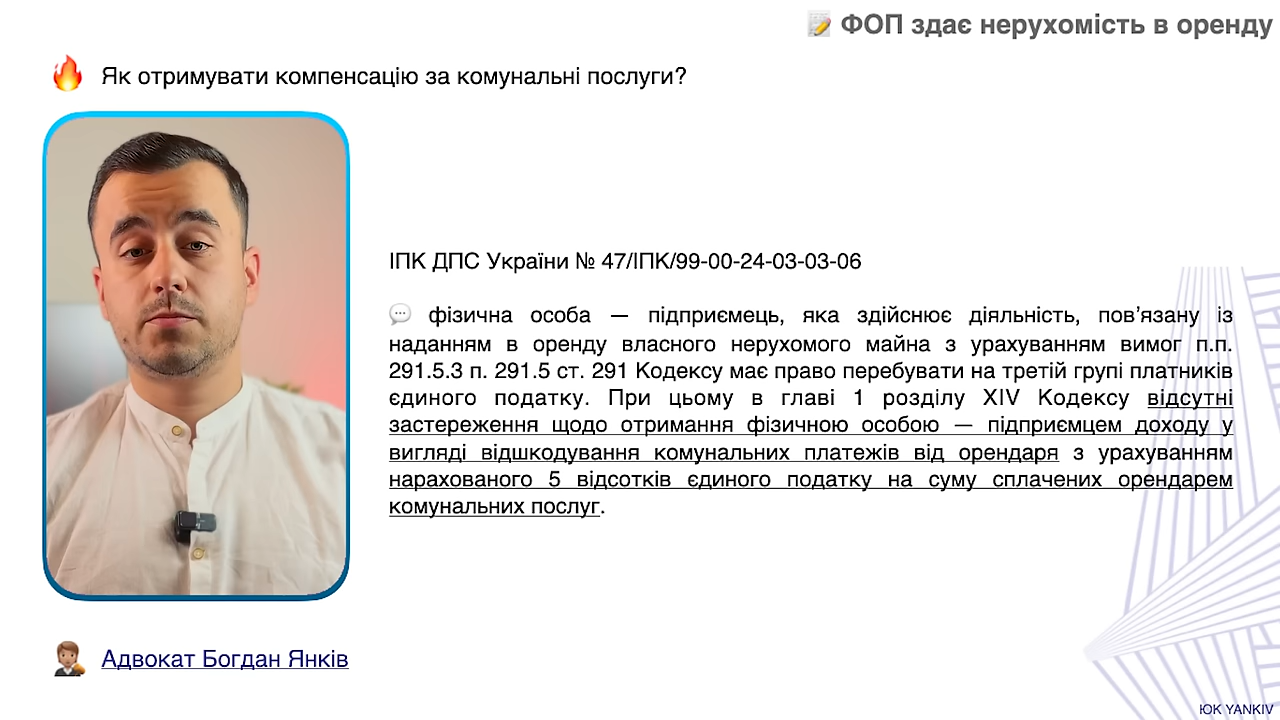 ФОП здає нерухомість в оренду
Як отримувати компенсацію за комунальні послуги?
ІПК ДПС України № 47/ІПК/99-00-24-03-03-06
фізична особа — підприємець, яка здійснює діяльність, пов’язану із
наданням в оренду власного нерухомого майна з урахуванням вимог п.п.
291.5.3 п. 291.5 ст. 291 Кодексу має право перебувати на третій групі платників
єдиного податку. При цьому в главі 1 розділу XIV Кодексу відсутні
застереження щодо отримання фізичною особою — підприємцем доходу у
вигляді відшкодування комунальних платежів від орендаря з урахуванням
нарахованого 5 відсотків єдиного податку на суму сплачених орендарем
комунальних послуг.
Адвокат Богдан Янків
ЮК YANKIV